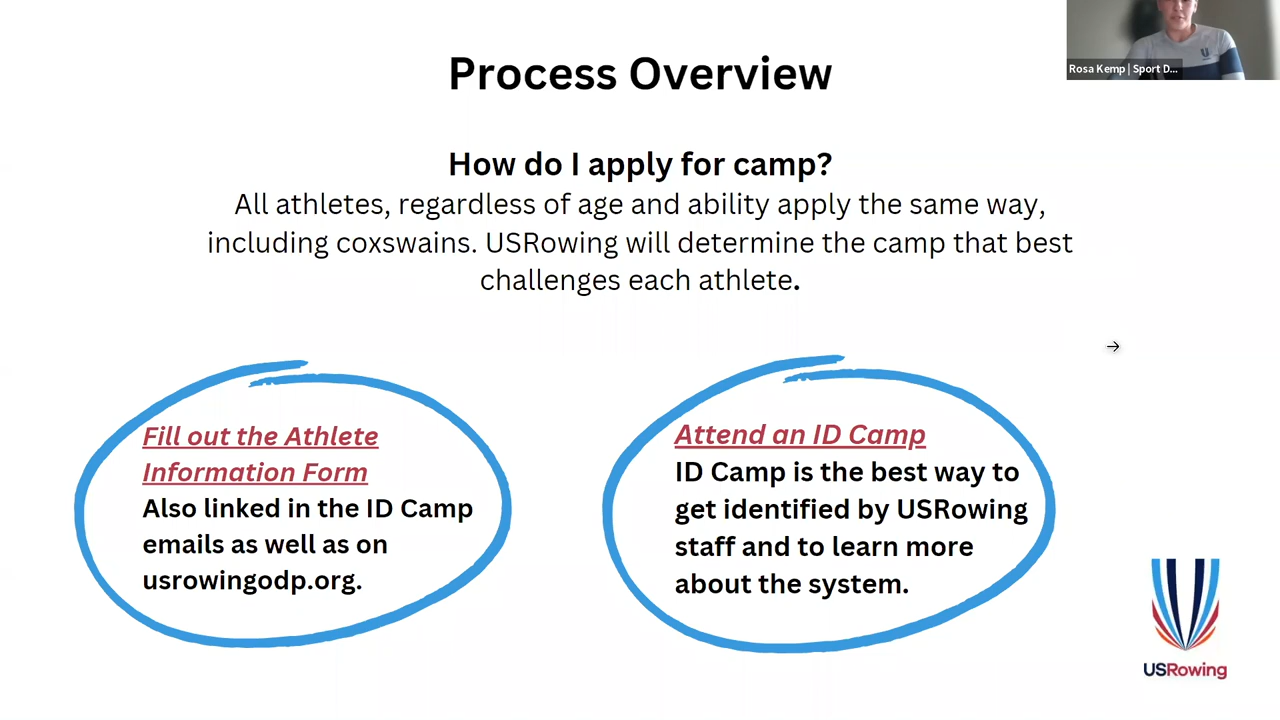 Rosa Kemp | Sport D...
Process Overview
How do I apply for camp?
All athletes, regardless of age and ability apply the same way,
including coxswains. USRowing will determine the camp that best
challenges each athlete.
Fill out the Athlete
Information Form
Also linked in the ID Camp
emails as well as on
usrowingodp.org.
Attend an ID Camp
ID Camp is the best way to
get identified by USRowing
staff and to learn more
about the system.
USRowing